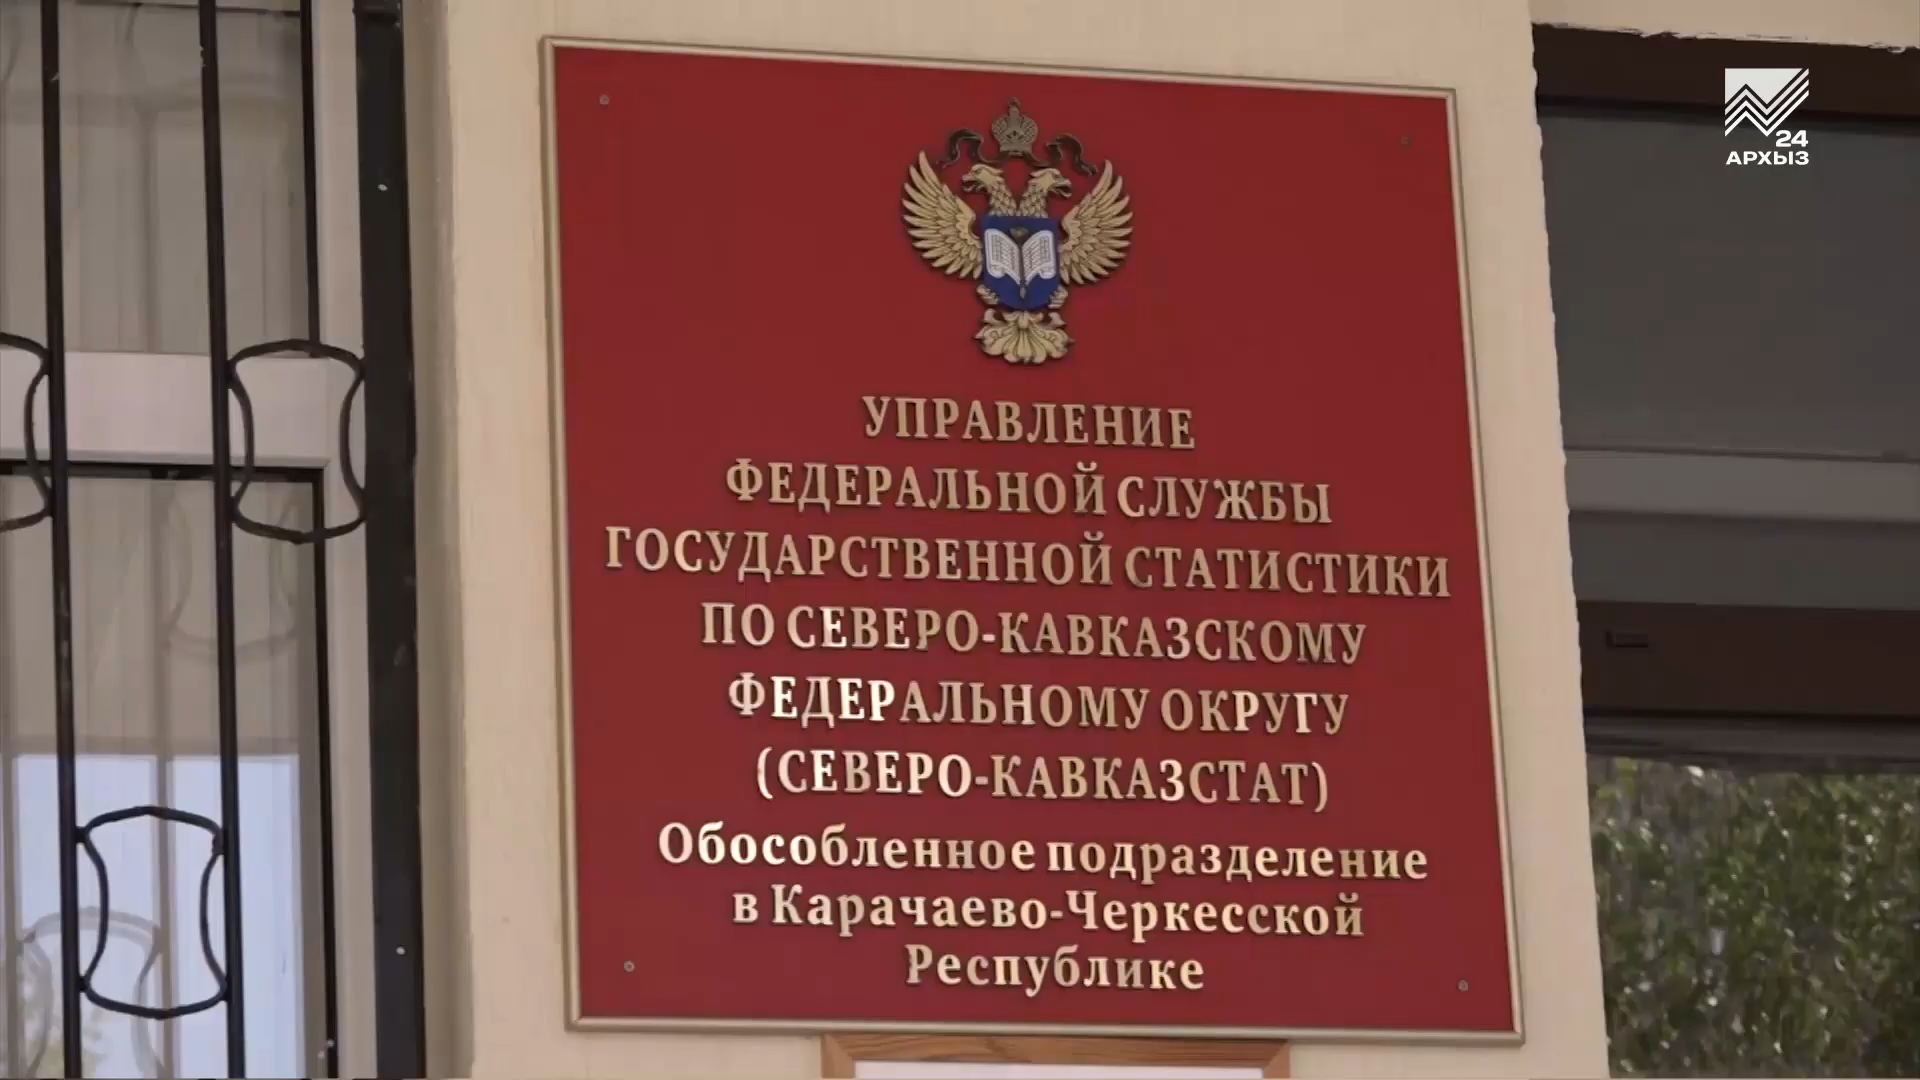 24
АРХЫЗ
УПРАВЛЕНИЕ
ФЕДЕРАЛЬНОЙ СЛУЖБЫ
ГОСУДАРСТВЕННОЙ СТАТИСТИКИ
ПО СЕВЕРО-КАВКАЗСКОМУ
ФЕДЕРАЛЬНОМУ ОКРУГУ
(СЕВЕРО-КАВКАЗСТАТ)
Обособленное подразделение
в Карачаево-Черкесской
Республике